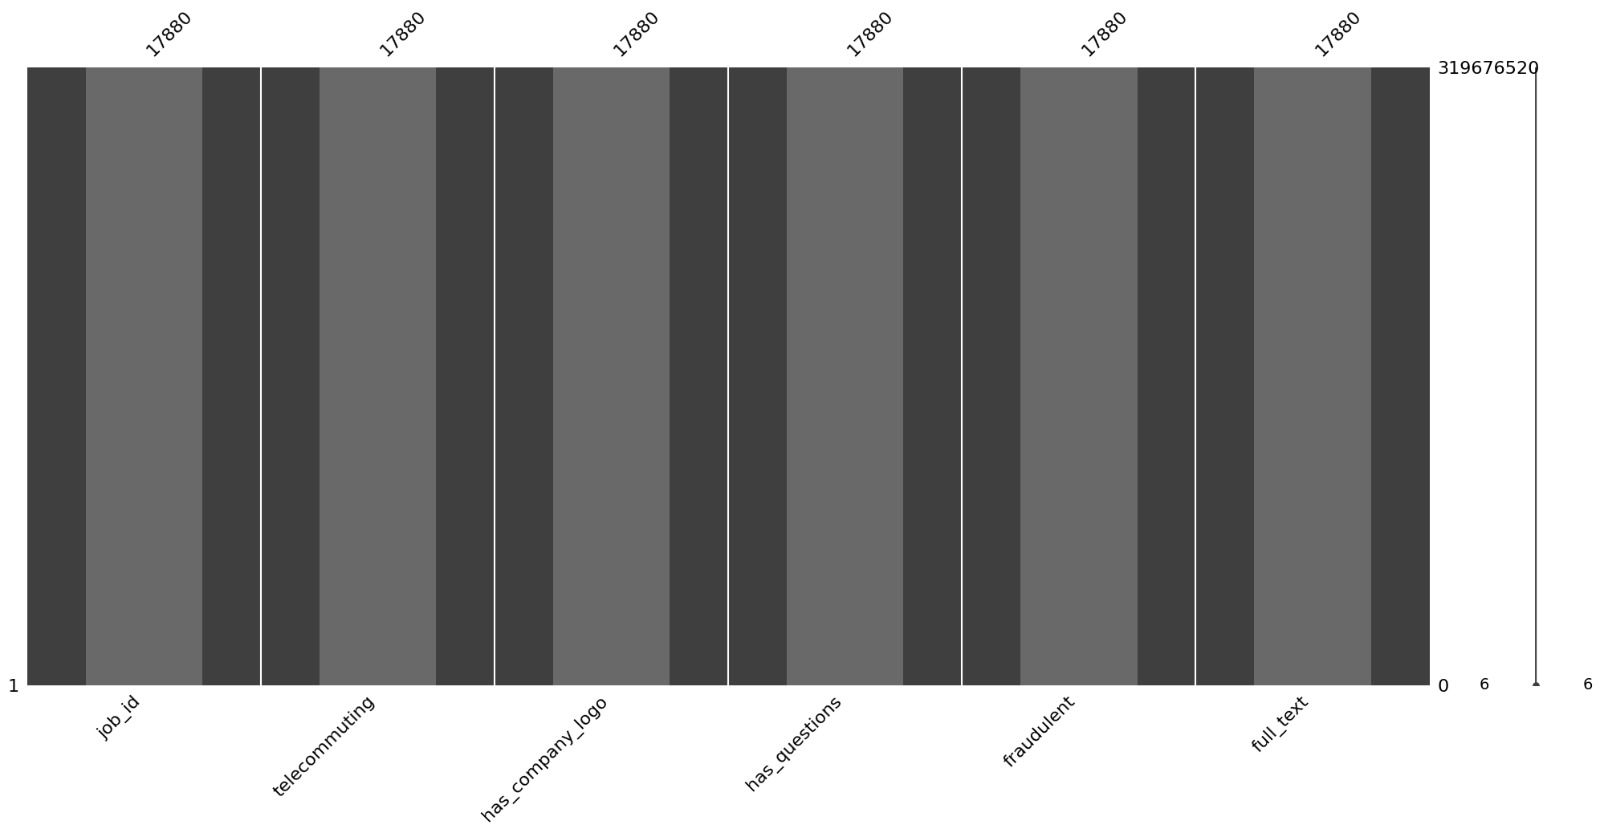 17880 17880 17880 17880 17880 17880
319676520
1 0 6 6
job_id telecommuting has_company_logo has_questions fraudulent full_text